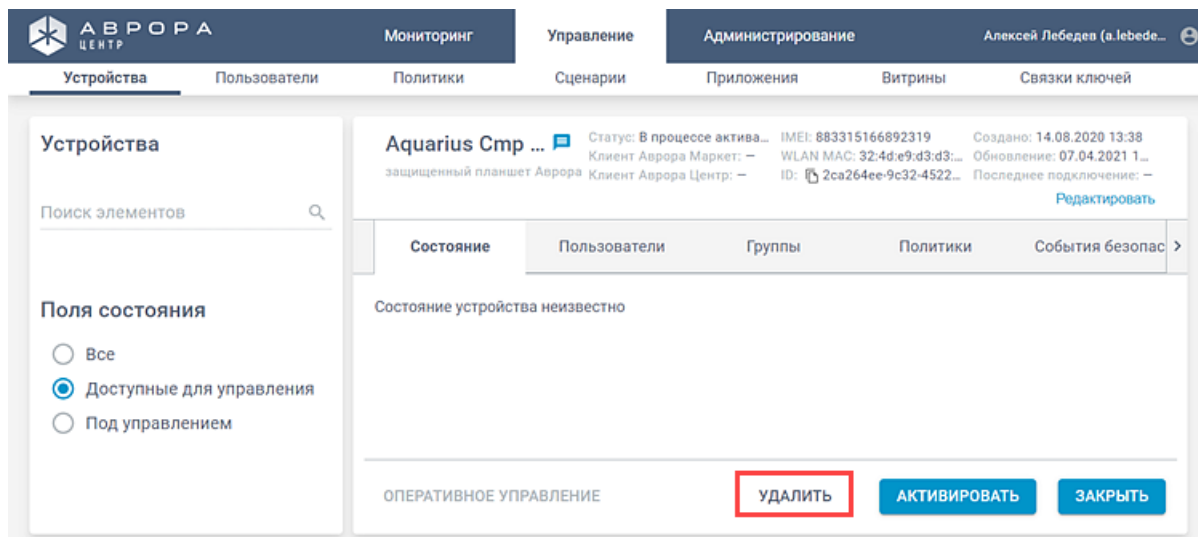 АВРОРА
ЦЕНТР
Мониторинг Управление Администрирование Алексей Лебедев (a.lebede...
Устройства Пользователи Политики Сценарии Приложения Витрины Связки ключей
Устройства
Поиск элементов
Поля состояния
Все
Доступные для управления
Под управлением
Aquarius Cmp ...
защищенный планшет Аврора
Статус: В процессе актива...
Клиент Аврора Маркет: —
Клиент Аврора Центр: —
IMEI: 883315166892319
WLAN MAC: 32:4d:e9:d3:d3:...
ID: 2ca264ee-9c32-4522...
Создано: 14.08.2020 13:38
Обновление: 07.04.2021 1...
Последнее подключение: —
Редактировать
Состояние Пользователи Группы Политики События безопас
Состояние устройства неизвестно
ОПЕРАТИВНОЕ УПРАВЛЕНИЕ УДАЛИТЬ АКТИВИРОВАТЬ ЗАКРЫТЬ